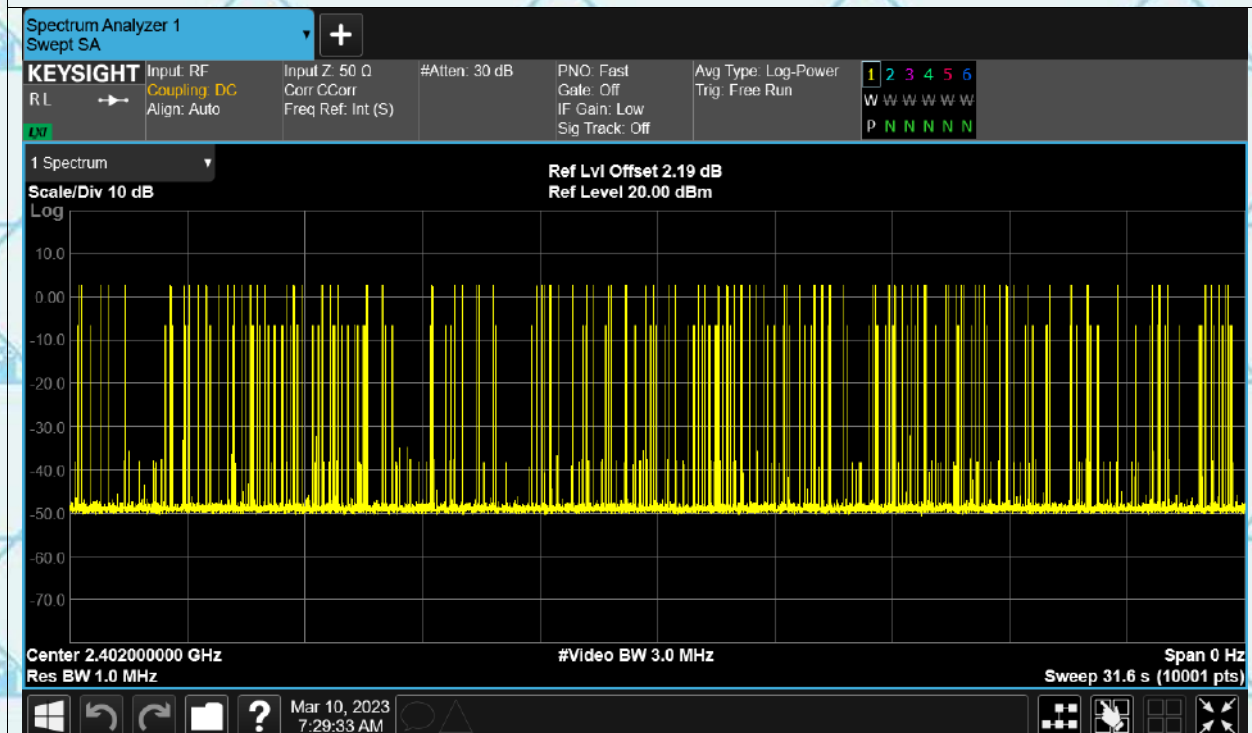 Spectrum Analyzer 1
Swept SA
+
KEYSIGHT
RL
LXI
Input: RF
Coupling: DC
Align: Auto
Input Z: 50 Ω
Corr CCorr
Freq Ref: Int (S)
#Atten: 30 dB
PNO: Fast
Gate: Off
IF Gain: Low
Sig Track: Off
Avg Type: Log-Power
Trig: Free Run
1 2 3 4 5 6
W W W W W W
P N N N N N
1 Spectrum
Scale/Div 10 dB
Ref Lvl Offset 2.19 dB
Ref Level 20.00 dBm
Log
10.0
0.00
-10.0
-20.0
-30.0
-40.0
-50.0
-60.0
-70.0
Center 2.402000000 GHz
#Video BW 3.0 MHz
Span 0 Hz
Res BW 1.0 MHz
Sweep 31.6 s (10001 pts)
?
Mar 10, 2023
7:29:33 AM